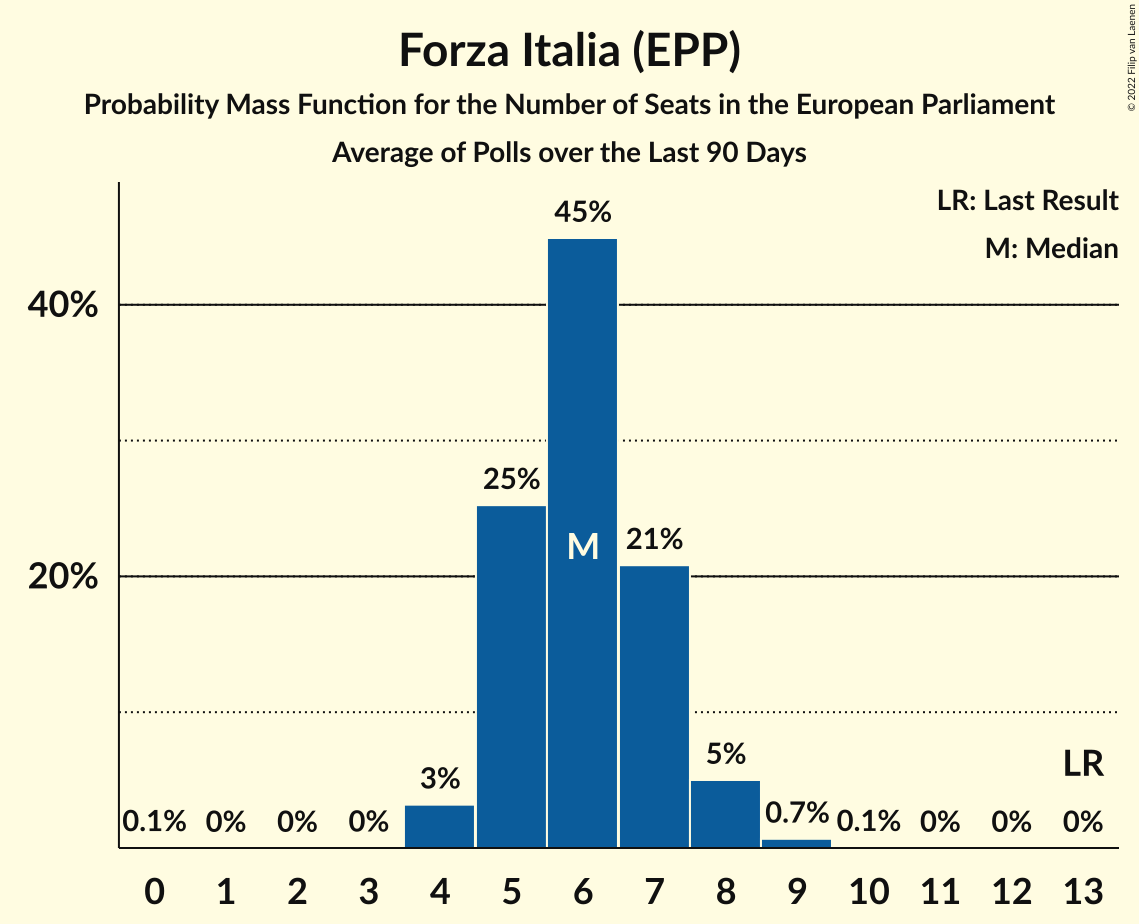 Forza Italia (EPP)
Probability Mass Function for the Number of Seats in the European Parliament
Average of Polls over the Last 90 Days
© 2022 Filip van Laenen
LR: Last Result
M: Median
45%
40%
25%
21%
M
20%
5%
LR
3%
0.1% 0% 0% 0% 0.7% 0.1% 0% 0% 0%
0 1 2 3 4 5 6 7 8 9 10 11 12 13